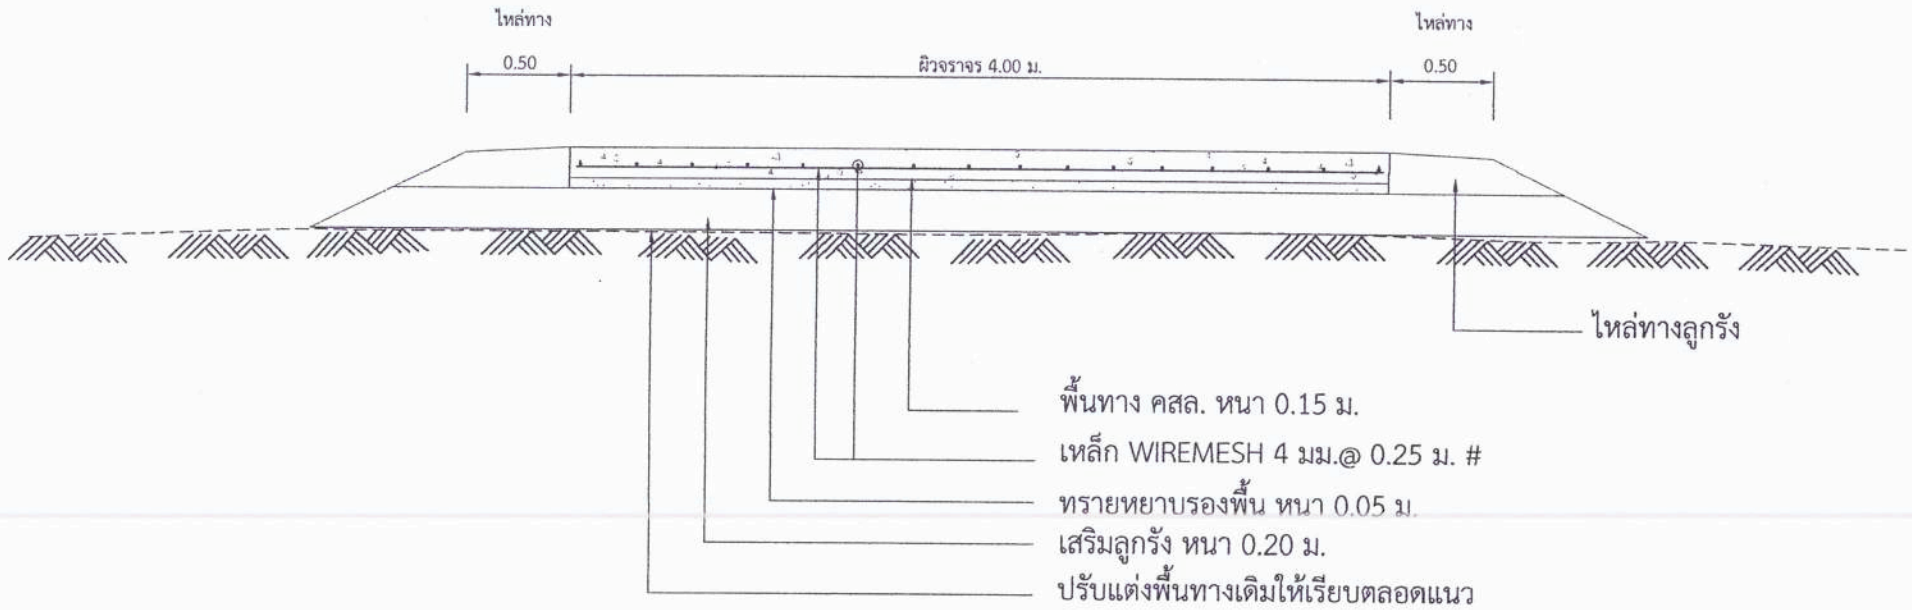 ไหล่ทาง
ไหล่ทาง
0.50
ผิวจราจร 4.00 ม.
0.50
ไหล่ทางลูกรัง
พื้นทาง คสล. หนา 0.15 ม.
เหล็ก WIREMESH 4 มม.@ 0.25 ม. #
ทรายหยาบรองพื้น หนา 0.05 ม.
เสริมลูกรัง หนา 0.20 ม.
ปรับแต่งพื้นทางเดิมให้เรียบตลอดแนว